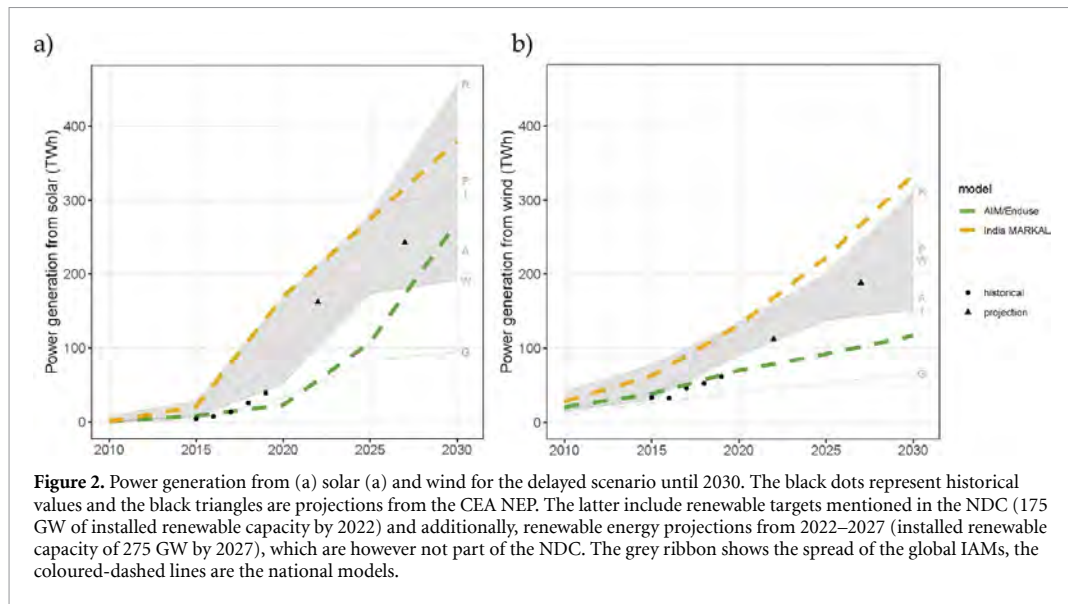 a)
b)
Power generation from solar (TWh)
400
300
200
100
0
2010
2015
2020
2025
2030
R
P
I
A
W
G
Power generation from wind (TWh)
400
300
200
100
0
2010
2015
2020
2025
2030
P
W
A
I
G
model
AIM/Enduse
India MARKAL
historical
projection
Figure 2. Power generation from (a) solar (a) and wind for the delayed scenario until 2030. The black dots represent historical
values and the black triangles are projections from the CEA NEP. The latter include renewable targets mentioned in the NDC (175
GW of installed renewable capacity by 2022) and additionally, renewable energy projections from 2022–2027 (installed renewable
capacity of 275 GW by 2027), which are however not part of the NDC. The grey ribbon shows the spread of the global IAMs, the
coloured-dashed lines are the national models.